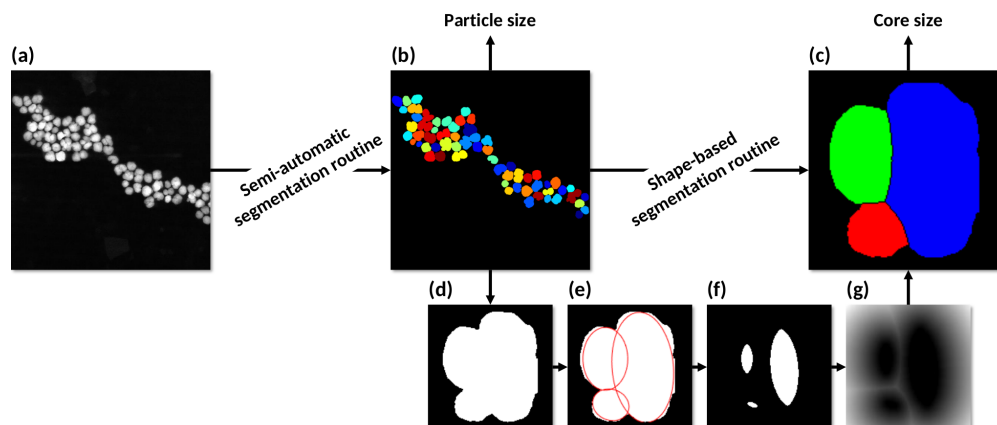 Particle size
Core size
(a)
(b)
(c)
Semi-automatic
segmentation routine
Shape-based
segmentation routine
(d)
(e)
(f)
(g)